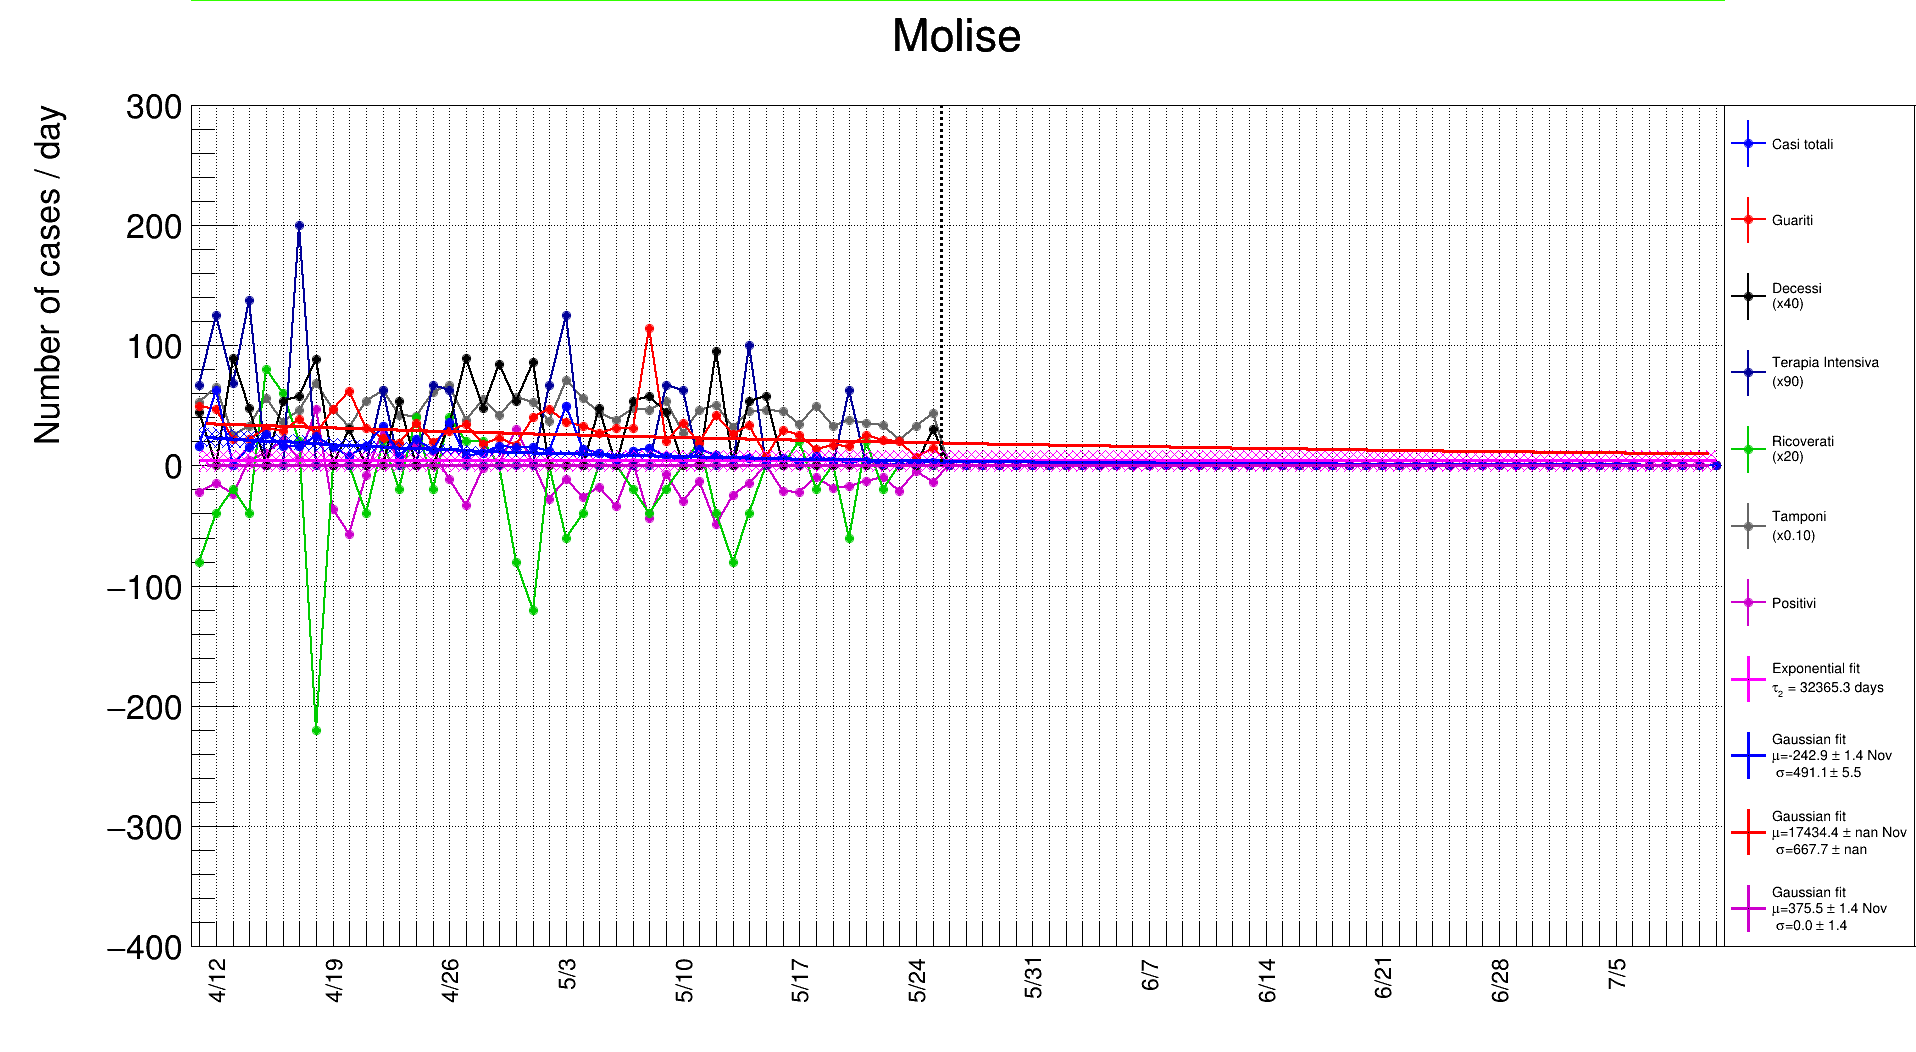 Molise
Number of cases / day
300
200
100
0
−100
−200
−300
−400
4/12
4/19
4/26
5/3
5/10
5/17
5/24
5/31
6/7
6/14
6/21
6/28
7/5
Casi totali
Guariti
Decessi
(x40)
Terapia Intensiva
(x90)
Ricoverati
(x20)
Tamponi
(x0.10)
Positivi
Exponential fit
τ2 = 32365.3 days
Gaussian fit
μ=-242.9 ± 1.4 Nov
σ=491.1± 5.5
Gaussian fit
μ=17434.4 ± nan Nov
σ=667.7 ± nan
Gaussian fit
μ=375.5 ± 1.4 Nov
σ=0.0 ± 1.4